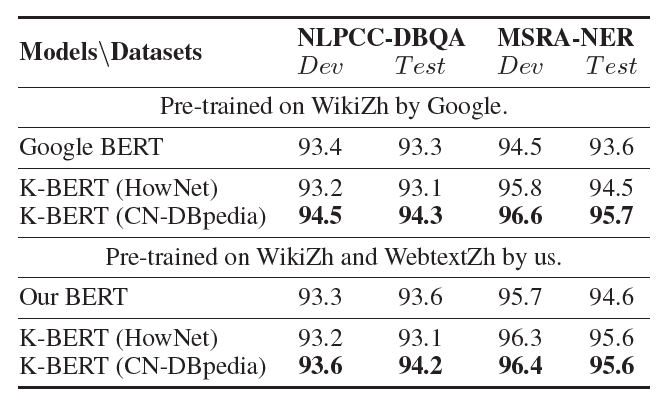 Models\Datasets NLPCC-DBQA MSRA-NER
Dev Test Dev Test
Pre-trained on WikiZh by Google.
Google BERT 93.4 93.3 94.5 93.6
K-BERT (HowNet) 93.2 93.1 95.8 94.5
K-BERT (CN-DBpedia) 94.5 94.3 96.6 95.7
Pre-trained on WikiZh and WebtextZh by us.
Our BERT 93.3 93.6 95.7 94.6
K-BERT (HowNet) 93.2 93.1 96.3 95.6
K-BERT (CN-DBpedia) 93.6 94.2 96.4 95.6